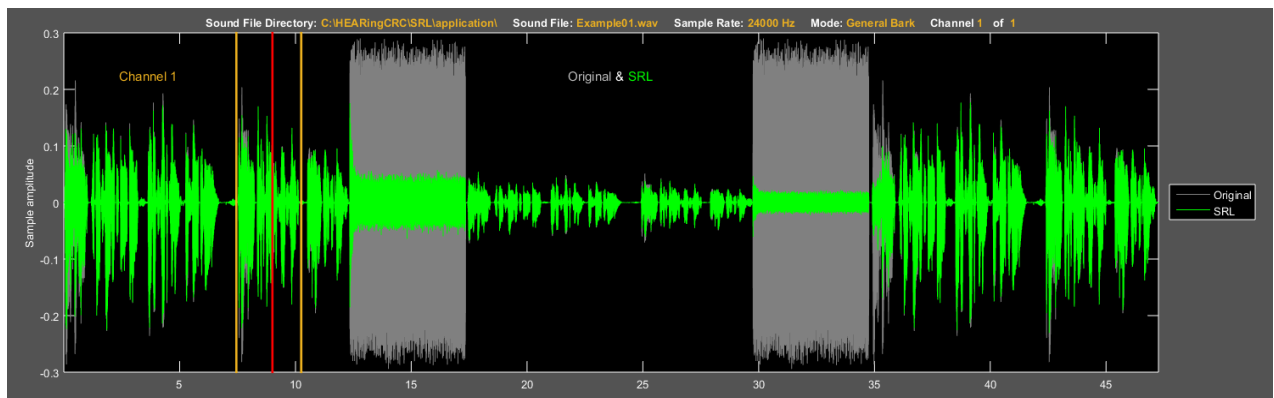 Sound File Directory: C:\HEARingCRC\SRL\application\ Sound File: Example01.wav Sample Rate: 24000 Hz Mode: General Bark Channel 1 of 1
0.3
Channel 1
Original & SRL
0.2
0.1
0
-0.1
-0.2
-0.3
Sample amplitude
Original
SRL
5 10 15 20 25 30 35 40 45